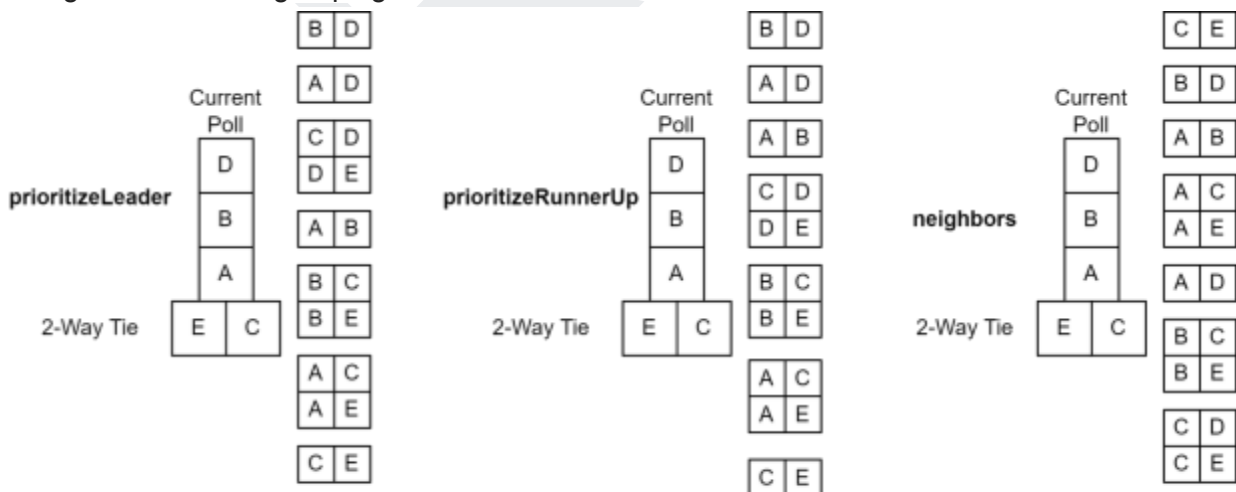 Current
Poll
D
B
A
E C
prioritizeLeader
2-Way Tie
B D
A D
C D
D E
A B
B C
B E
A C
A E
C E
Current
Poll
D
B
A
E C
prioritizeRunnerUp
2-Way Tie
B D
A D
A B
C D
D E
B C
B E
A C
A E
C E
Current
Poll
D
B
A
E C
neighbors
2-Way Tie
C E
B D
A B
A C
A E
A D
B C
B E
C D
C E